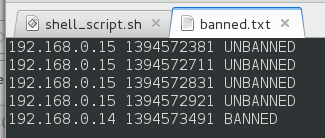 shell_script.sh × banned.txt ×
192.168.0.15 1394572381 UNBANNED
192.168.0.15 1394572711 UNBANNED
192.168.0.15 1394572831 UNBANNED
192.168.0.15 1394572921 UNBANNED
192.168.0.14 1394573491 BANNED